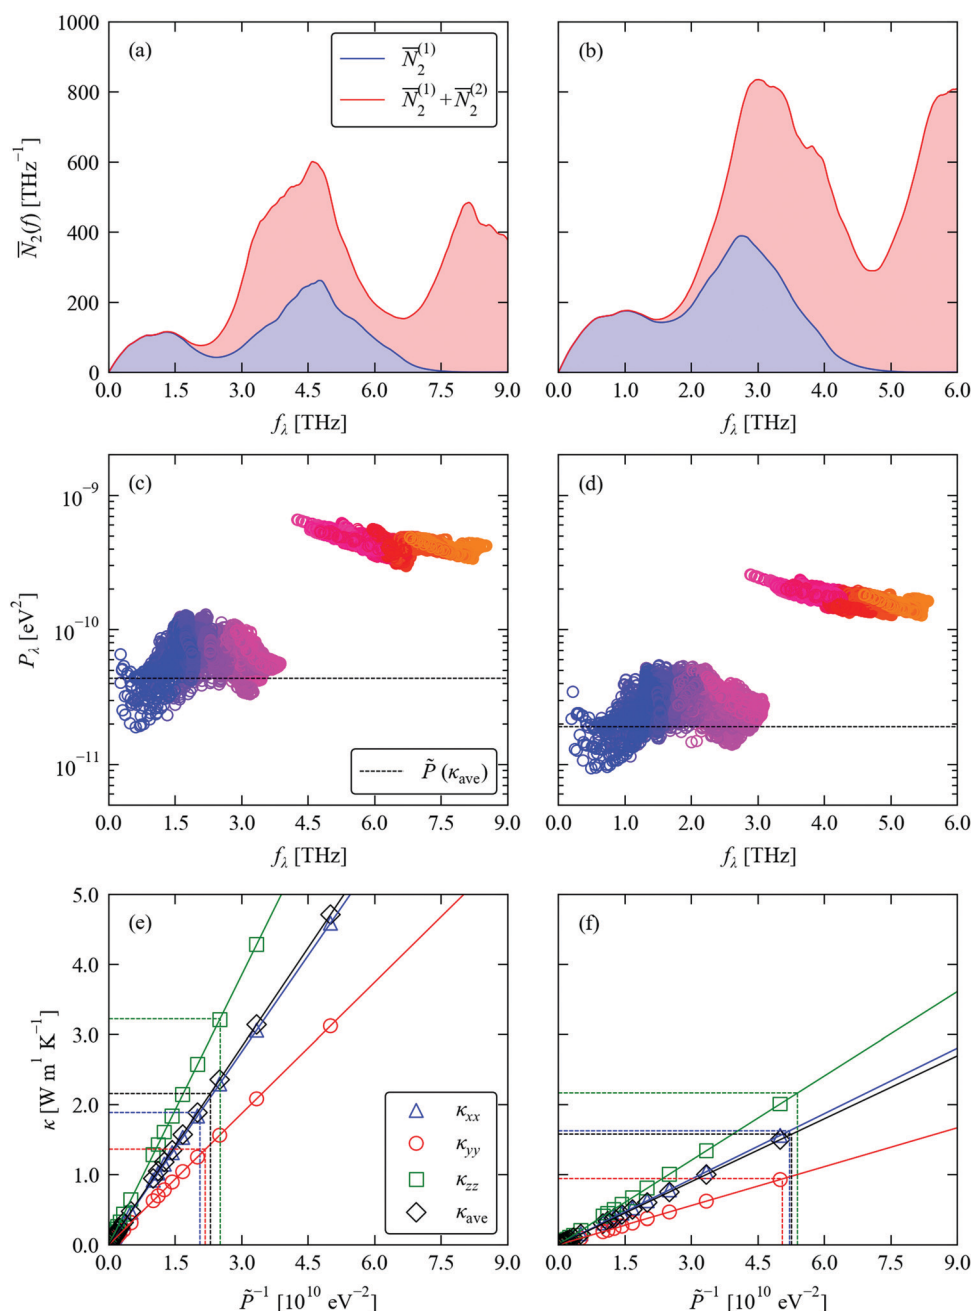 (a)
N̅₂⁽¹⁾
N̅₂⁽¹⁾ + N̅₂⁽²⁾
N̅₂(f) [THz⁻¹]
1000
800
600
400
200
0
0.0 1.5 3.0 4.5 6.0 7.5 9.0
f_λ [THz]
(b)
0.0 1.0 2.0 3.0 4.0 5.0 6.0
f_λ [THz]
(c)
P_λ [eV²]
10⁻⁹
10⁻¹⁰
10⁻¹¹
P̃ (κ_ave)
0.0 1.5 3.0 4.5 6.0 7.5 9.0
f_λ [THz]
(d)
0.0 1.0 2.0 3.0 4.0 5.0 6.0
f_λ [THz]
(e)
κ [W m¹ K⁻¹]
5.0
4.0
3.0
2.0
1.0
0.0
κ_xx
κ_yy
κ_zz
κ_ave
0.0 1.5 3.0 4.5 6.0 7.5 9.0
P̃⁻¹ [10¹⁰ eV⁻²]
(f)
0.0 1.5 3.0 4.5 6.0 7.5 9.0
P̃⁻¹ [10¹⁰ eV⁻²]